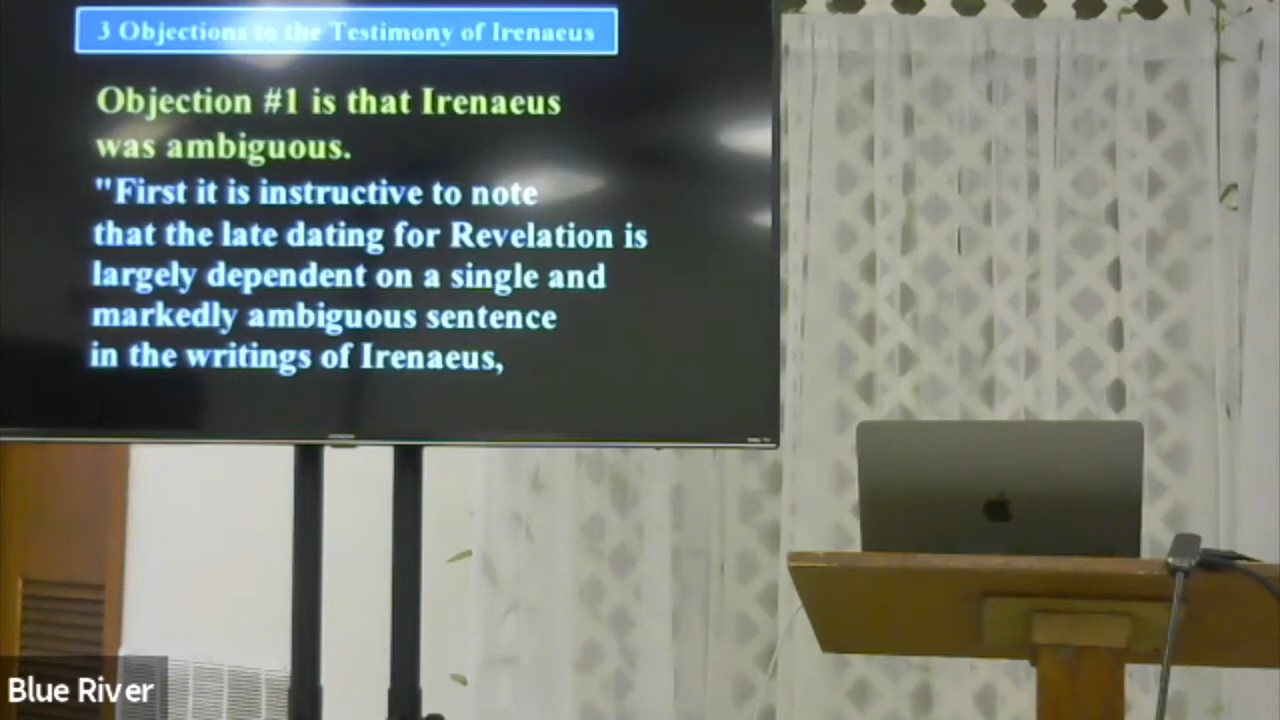 3 Objections to the Testimony of Irenaeus
Objection #1 is that Irenaeus
was ambiguous.
"First it is instructive to note
that the late dating for Revelation is
largely dependent on a single and
markedly ambiguous sentence
in the writings of Irenaeus,
Blue River